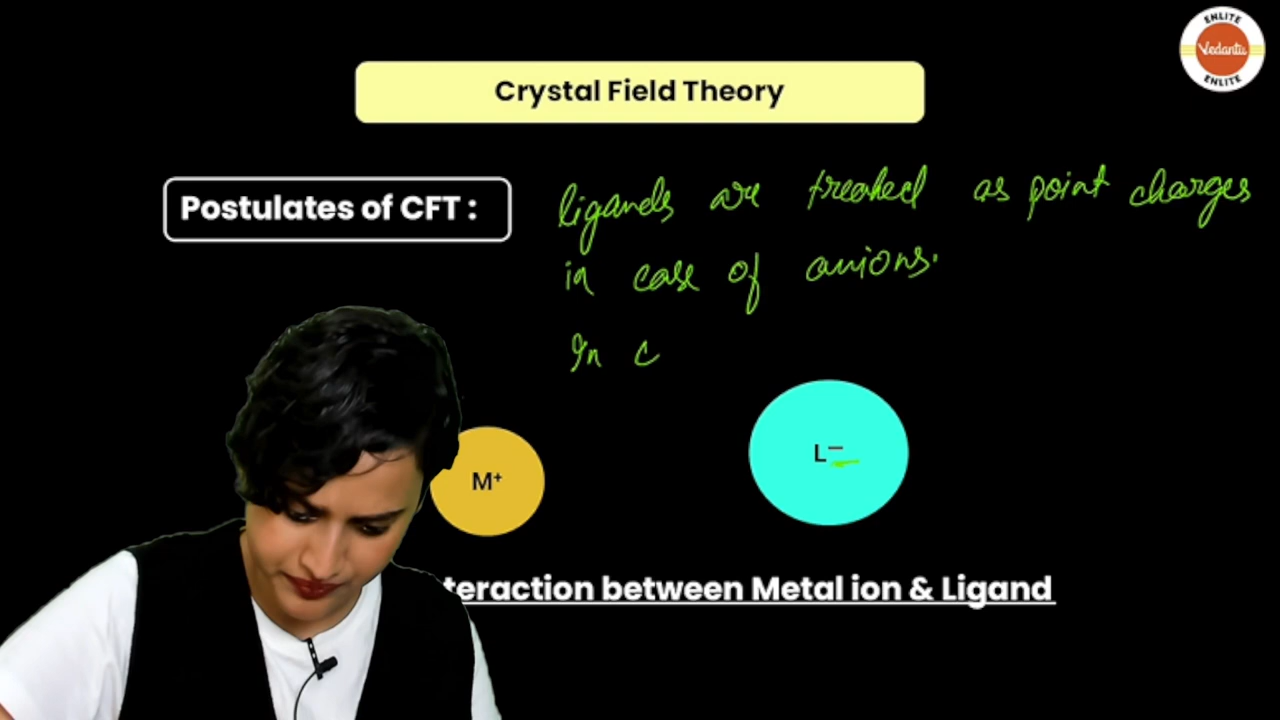 ENLITE
Vedantu
ENLITE
Crystal Field Theory
Postulates of CFT :
ligands are treated as point charges
in case of anions.
In c
M⁺
L⁻
teraction between Metal ion & Ligand